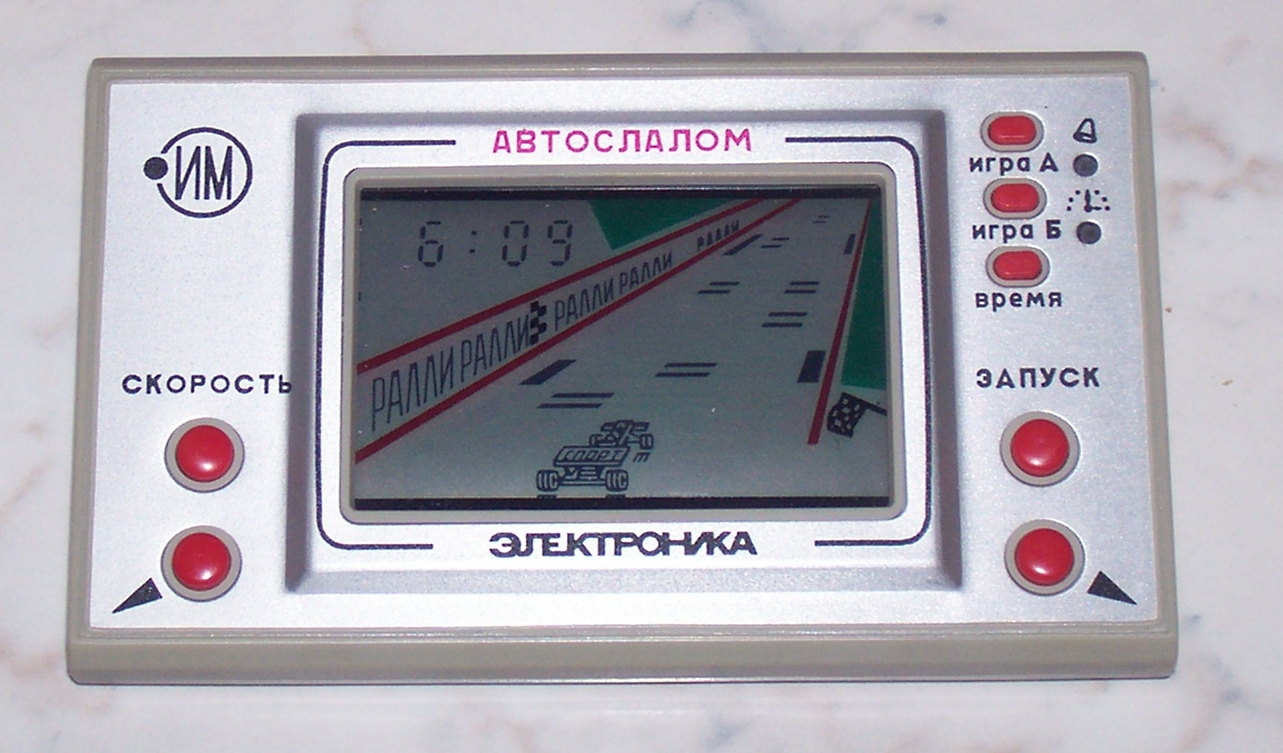 ИМ
АВТОСЛАЛОМ
игра А
игра Б
время
6:09
РАЛЛИ РАЛЛИ РАЛЛИ РАЛЛИ РАЛЛИ
СПОРТ
СКОРОСТЬ
ЗАПУСК
ЭЛЕКТРОНИКА